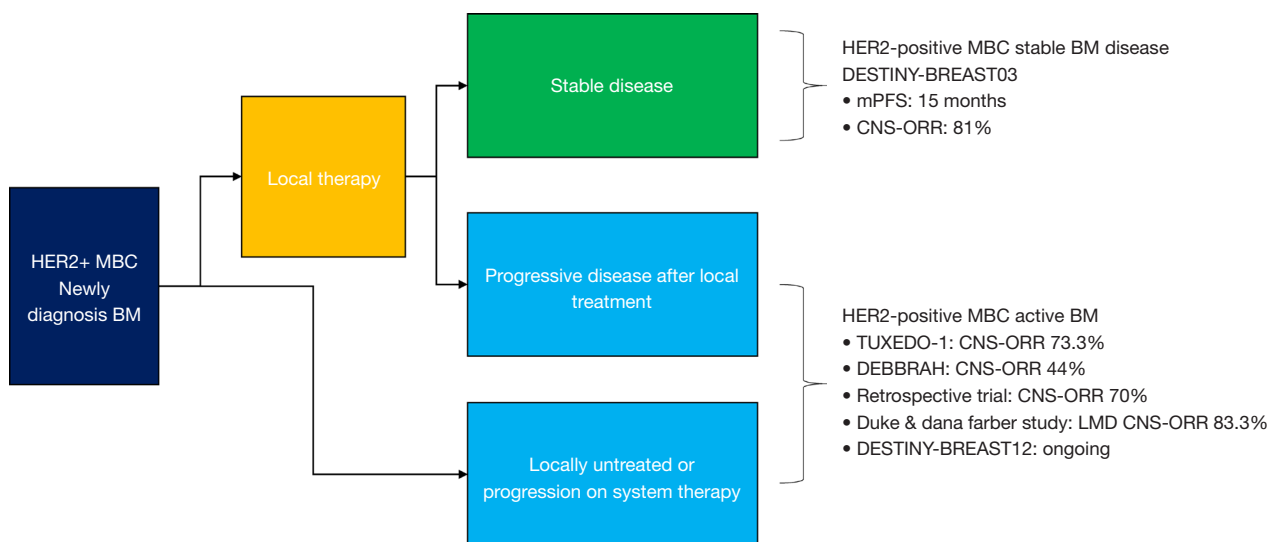 HER2+ MBC
Newly
diagnosis BM
Local therapy
Stable disease
Progressive disease after local
treatment
Locally untreated or
progression on system therapy
HER2-positive MBC stable BM disease
DESTINY-BREAST03
• mPFS: 15 months
• CNS-ORR: 81%
HER2-positive MBC active BM
• TUXEDO-1: CNS-ORR 73.3%
• DEBBRAH: CNS-ORR 44%
• Retrospective trial: CNS-ORR 70%
• Duke & dana farber study: LMD CNS-ORR 83.3%
• DESTINY-BREAST12: ongoing